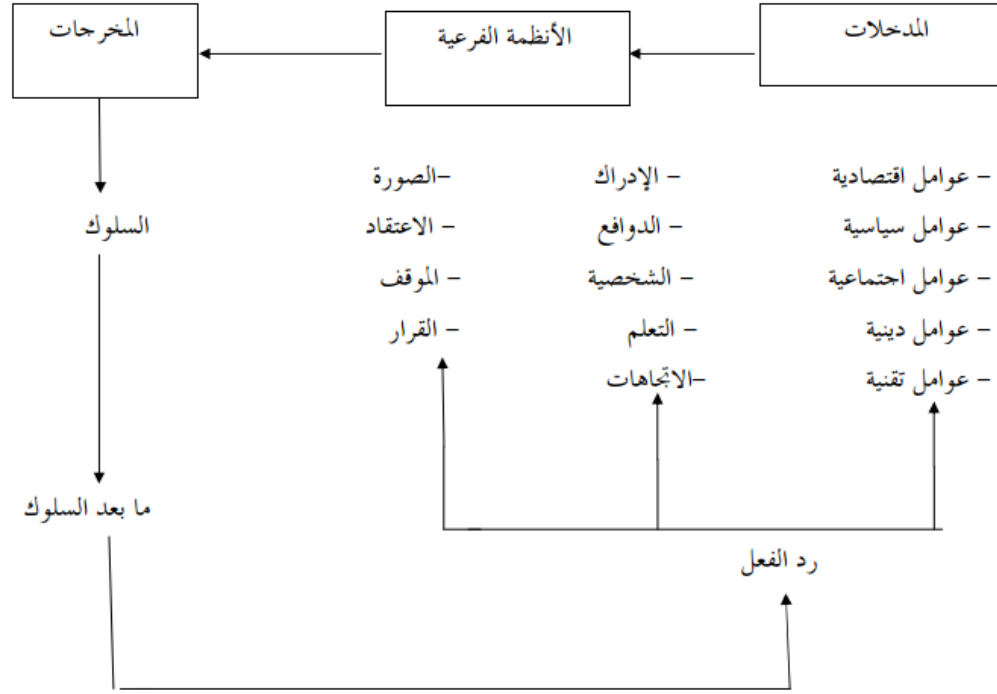 المدخلات
الأنظمة الفرعية
المخرجات
– عوامل اقتصادية
– عوامل سياسية
– عوامل اجتماعية
– عوامل دينية
– عوامل تقنية
– الإدراك
– الدوافع
– الشخصية
– التعلم
–الاتجاهات
–الصورة
– الاعتقاد
– الموقف
– القرار
السلوك
ما بعد السلوك
رد الفعل